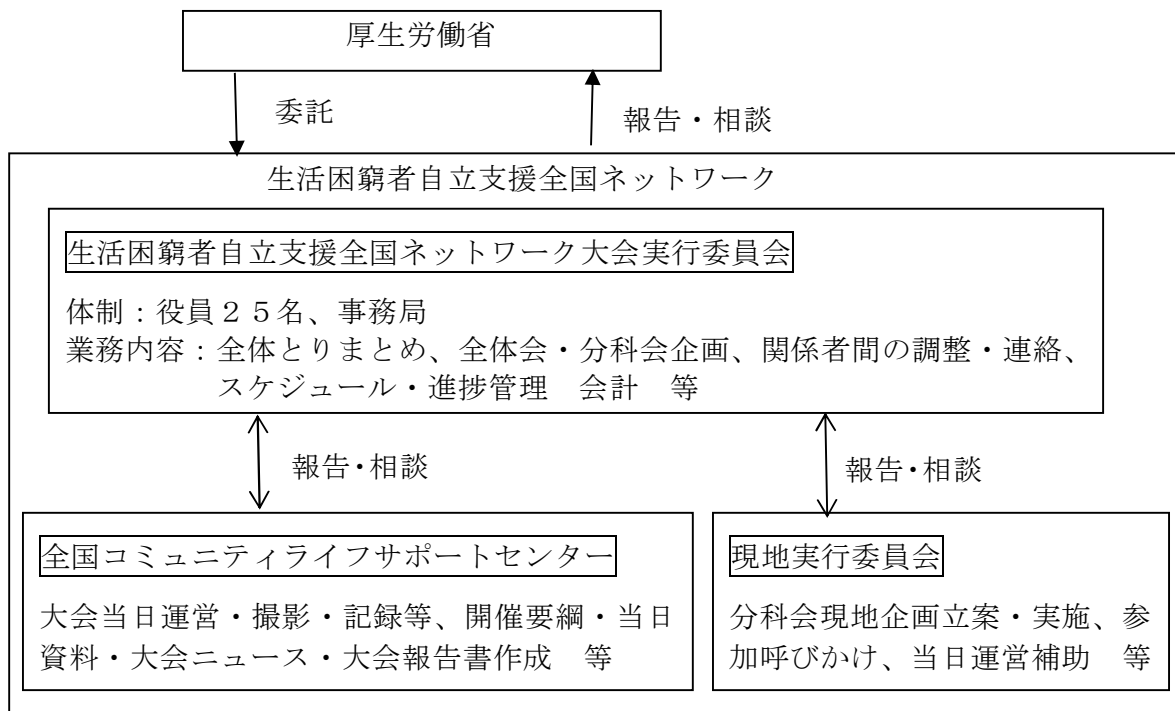 厚生労働省
委託
報告・相談
生活困窮者自立支援全国ネットワーク
生活困窮者自立支援全国ネットワーク大会実行委員会
体制：役員２５名、事務局
業務内容：全体とりまとめ、全体会・分科会企画、関係者間の調整・連絡、
スケジュール・進捗管理　会計　等
報告・相談
報告・相談
全国コミュニティライフサポートセンター
大会当日運営・撮影・記録等、開催要綱・当日
資料・大会ニュース・大会報告書作成　等
現地実行委員会
分科会現地企画立案・実施、参
加呼びかけ、当日運営補助　等